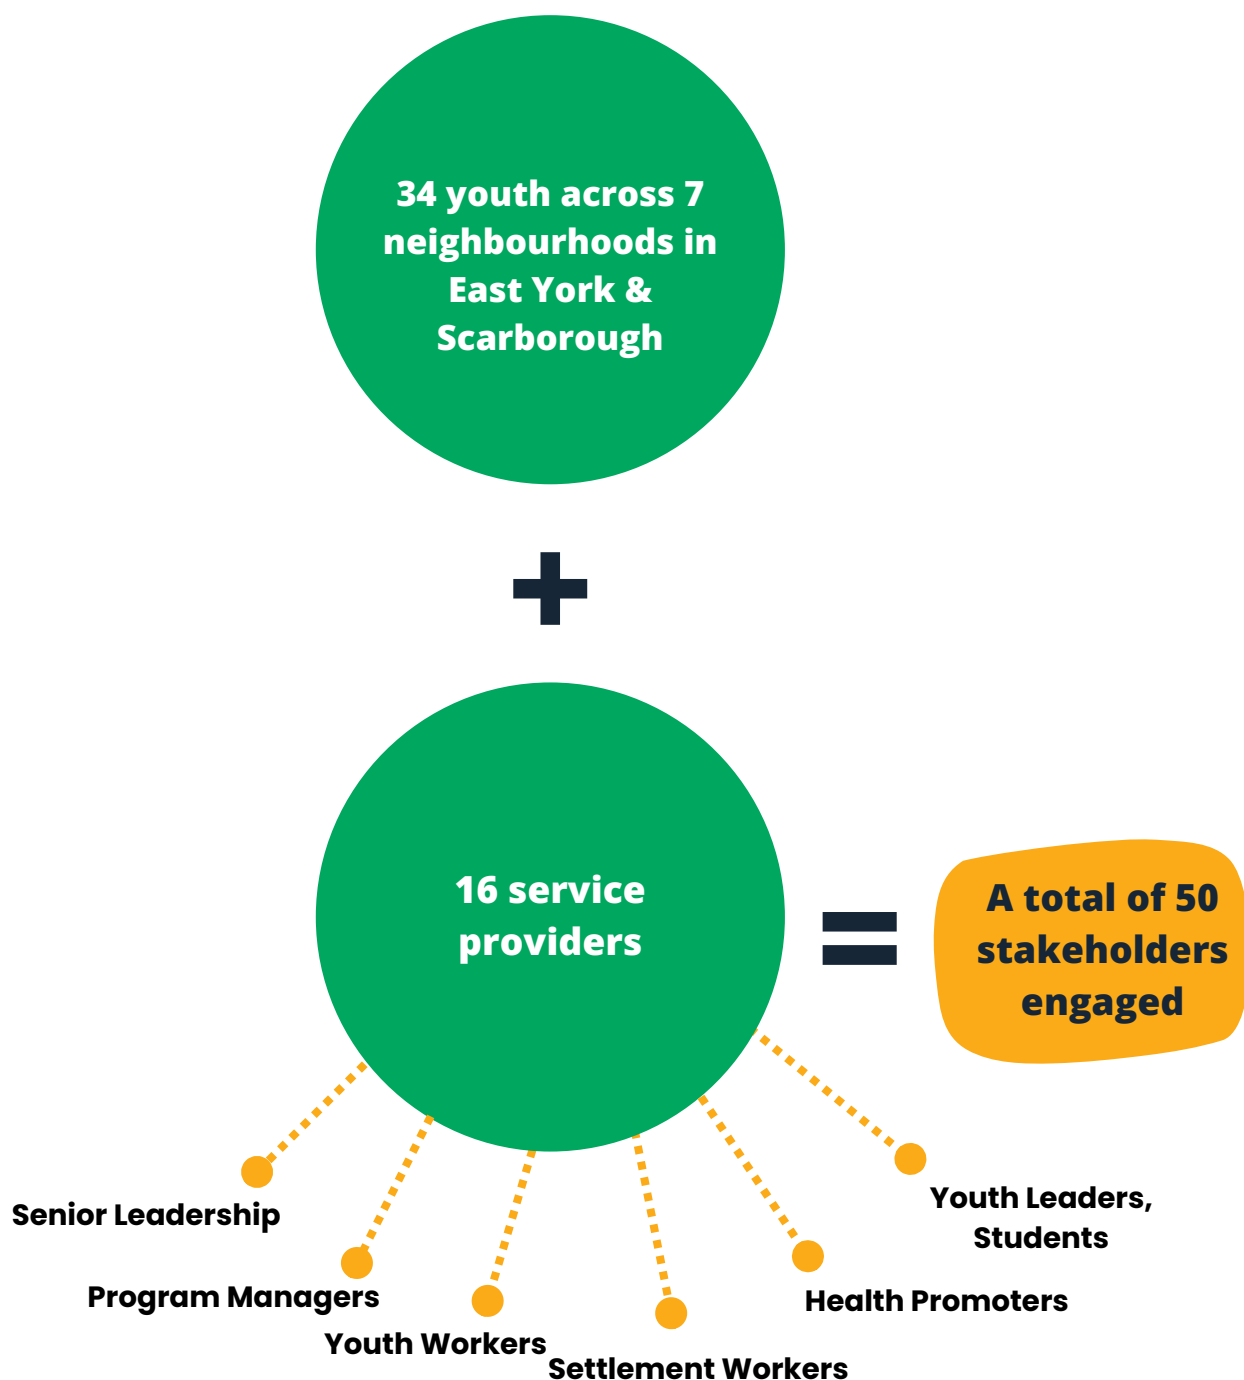 34 youth across 7
neighbourhoods in
East York &
Scarborough
+
16 service
providers
=
A total of 50
stakeholders
engaged
Senior Leadership
Program Managers
Youth Workers
Settlement Workers
Health Promoters
Youth Leaders,
Students